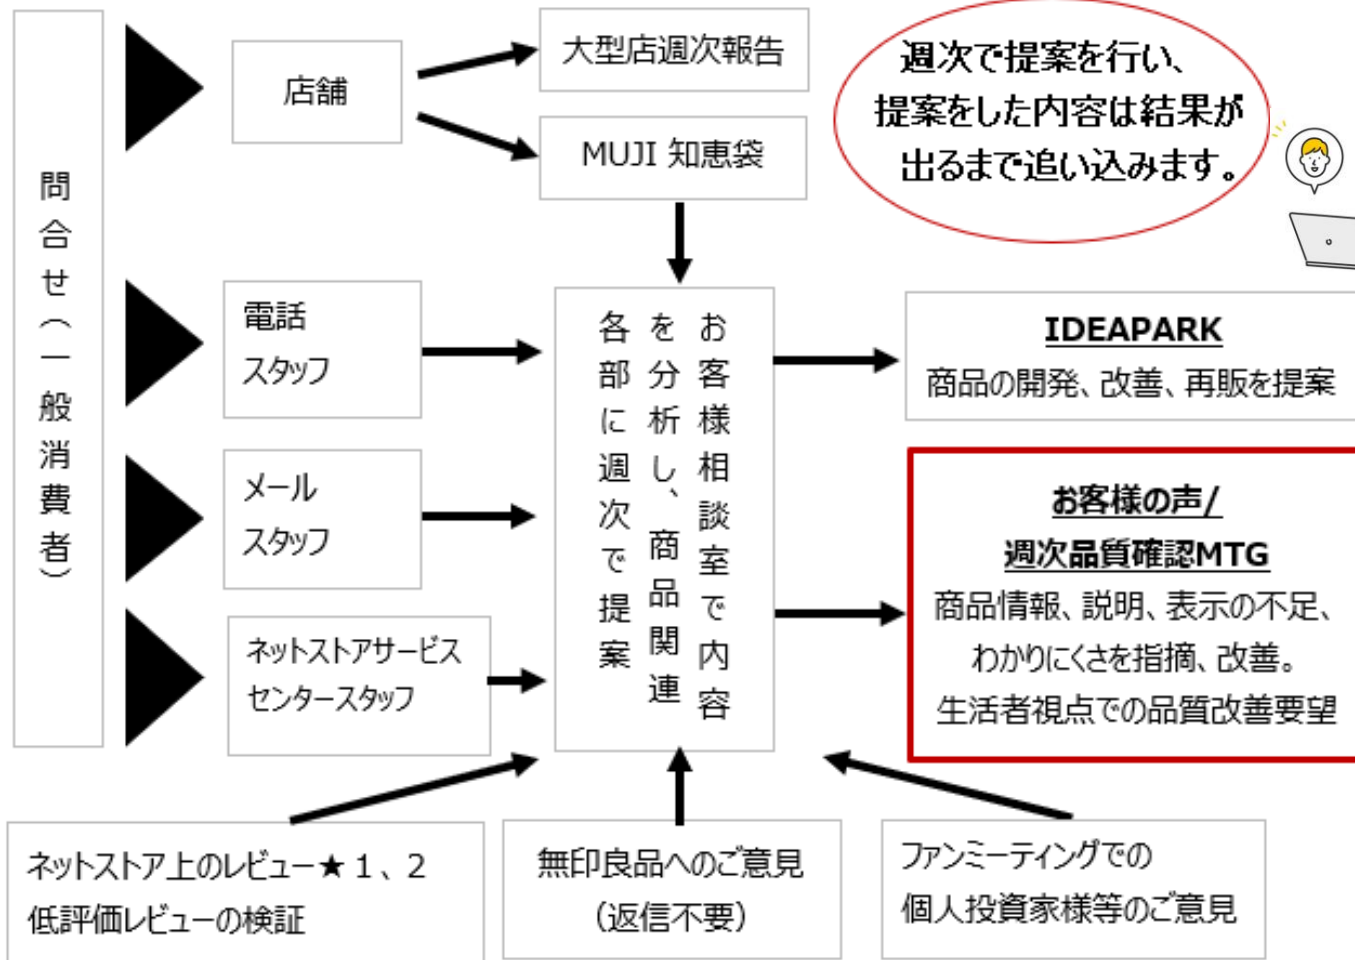 問合せ（一般消費者）
店舗
大型店週次報告
MUJI 知恵袋
週次で提案を行い、
提案をした内容は結果が
出るまで追い込みます。
電話
スタッフ
メール
スタッフ
ネットストアサービス
センタースタッフ
お客様相談室で内容
を分析し、商品関連
各部に週次で提案
IDEAPARK
商品の開発、改善、再販を提案
お客様の声/
週次品質確認MTG
商品情報、説明、表示の不足、
わかりにくさを指摘、改善。
生活者視点での品質改善要望
ネットストア上のレビュー★１、２
低評価レビューの検証
無印良品へのご意見
（返信不要）
ファンミーティングでの
個人投資家様等のご意見